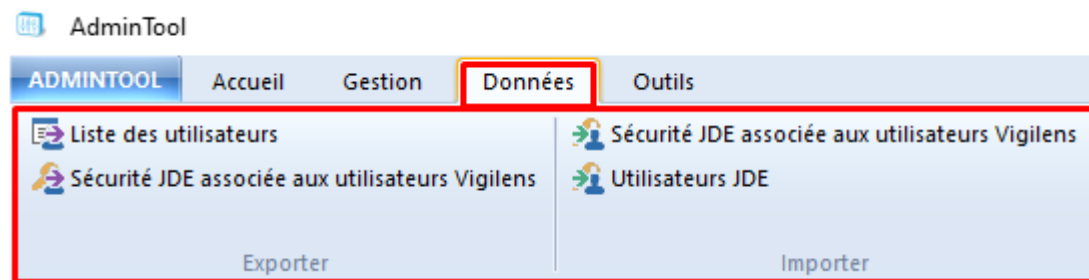 AdminTool
ADMINTOOL Accueil Gestion Données Outils
Liste des utilisateurs
Sécurité JDE associée aux utilisateurs Vigilens
Exporter
Sécurité JDE associée aux utilisateurs Vigilens
Utilisateurs JDE
Importer